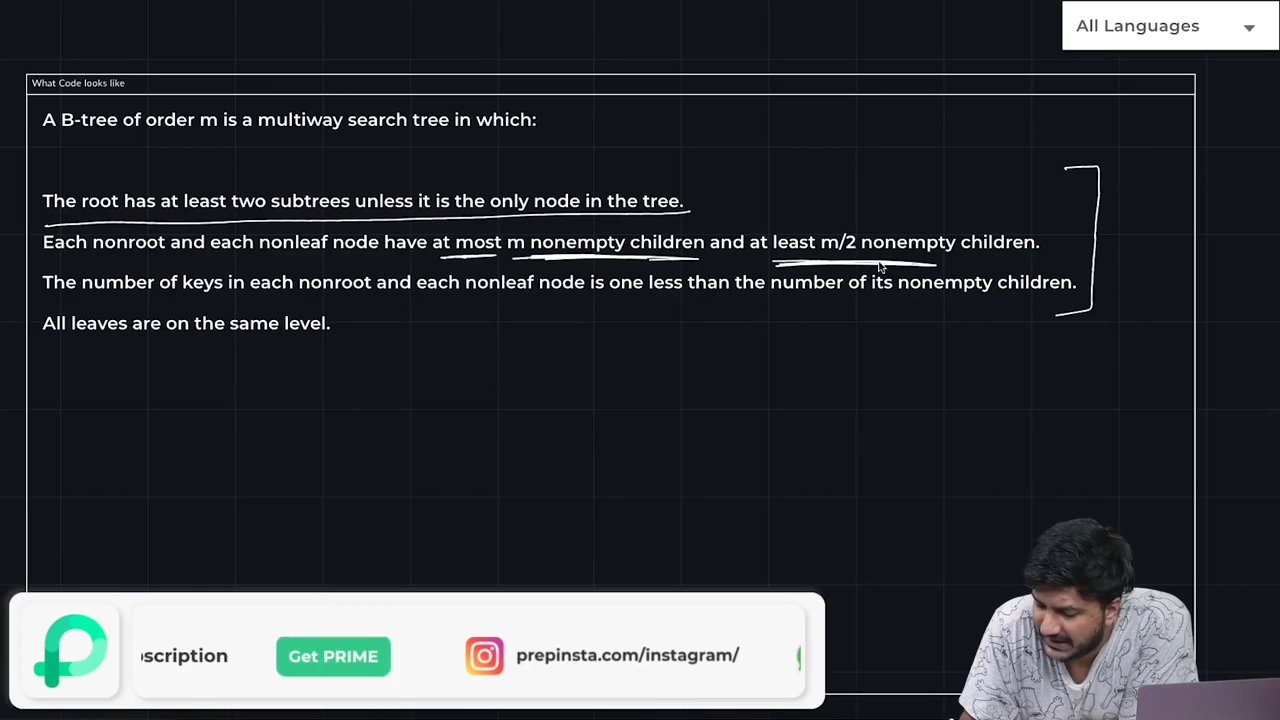 All Languages
What Code looks like
A B-tree of order m is a multiway search tree in which:
The root has at least two subtrees unless it is the only node in the tree.
Each nonroot and each nonleaf node have at most m nonempty children and at least m/2 nonempty children.
The number of keys in each nonroot and each nonleaf node is one less than the number of its nonempty children.
All leaves are on the same level.
Get PRIME
prepinsta.com/instagram/